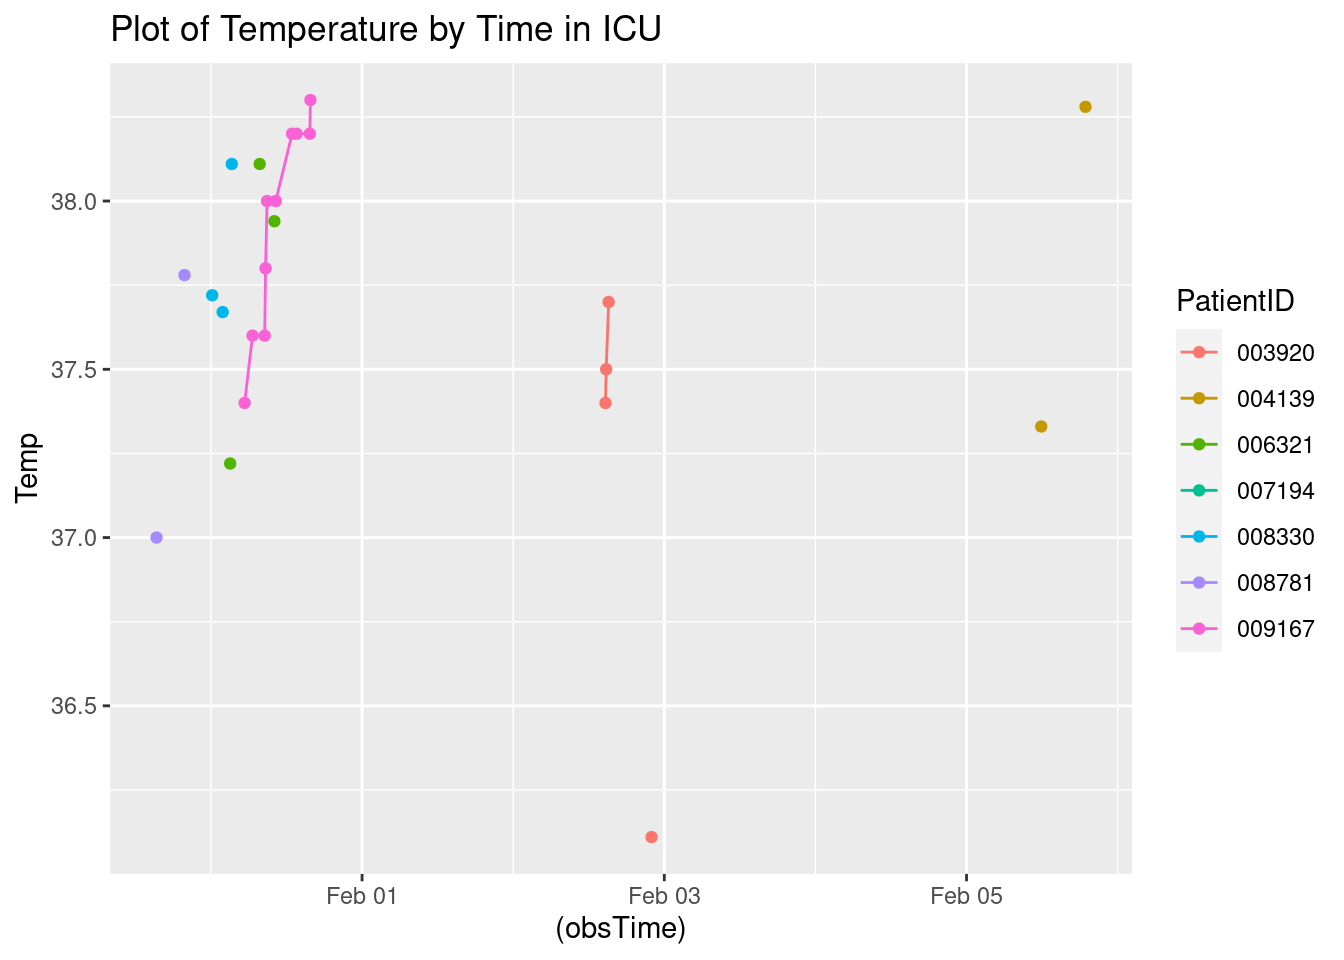 Plot of Temperature by Time in ICU
38.0
37.5
37.0
36.5
Temp
Feb 01
Feb 03
Feb 05
(obsTime)
PatientID
003920
004139
006321
007194
008330
008781
009167